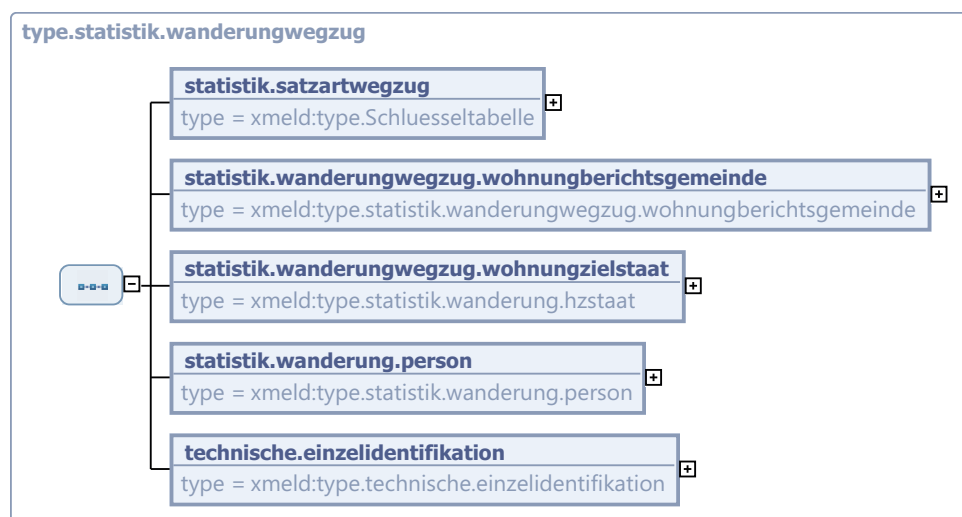 type.statistik.wanderungwegzug
statistik.satzartwegzug
type = xmeld:type.Schluesseltabelle
statistik.wanderungwegzug.wohnungberichtsgemeinde
type = xmeld:type.statistik.wanderungwegzug.wohnungberichtsgemeinde
statistik.wanderungwegzug.wohnungzielstaat
type = xmeld:type.statistik.wanderung.hzstaat
statistik.wanderung.person
type = xmeld:type.statistik.wanderung.person
technische.einzelidentifikation
type = xmeld:type.technische.einzelidentifikation